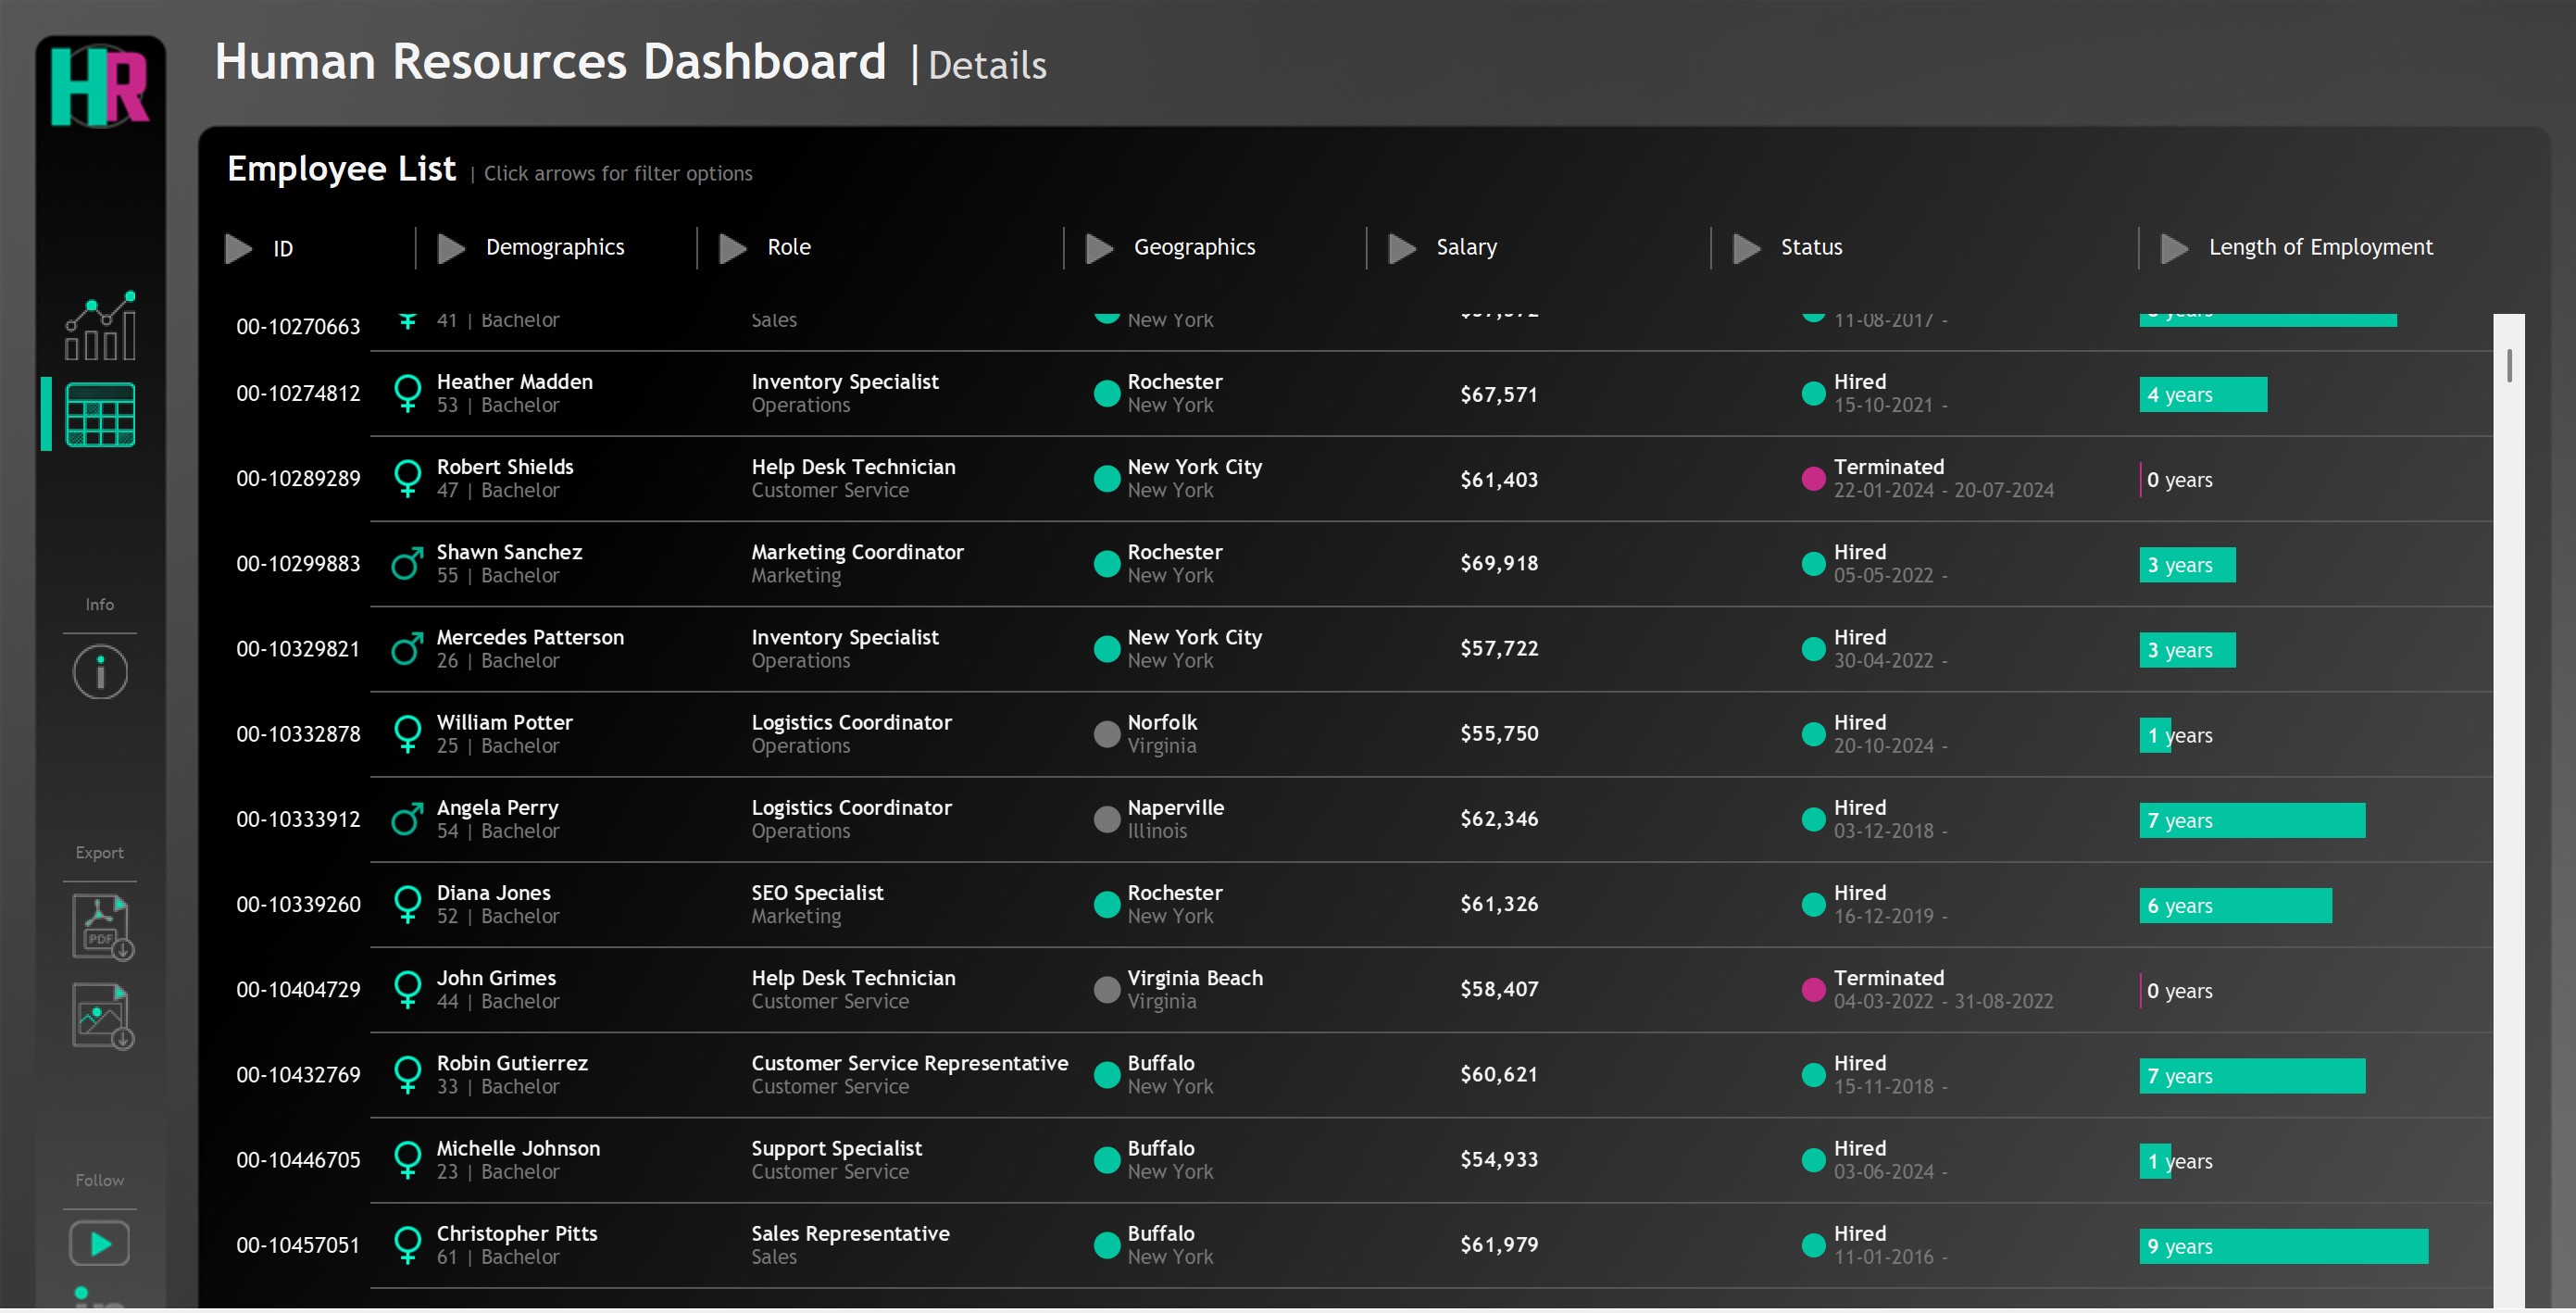 HR
Human Resources Dashboard | Details
Employee List | Click arrows for filter options
ID Demographics Role Geographics Salary Status Length of Employment
00-10270663 41 | Bachelor Sales New York 11-08-2017 -
Heather Madden Inventory Specialist Rochester Hired
00-10274812 $67,571 4 years
53 | Bachelor Operations New York 15-10-2021 -
Robert Shields Help Desk Technician New York City Terminated
00-10289289 $61,403 0 years
47 | Bachelor Customer Service New York 22-01-2024 - 20-07-2024
Shawn Sanchez Marketing Coordinator Rochester Hired
00-10299883 $69,918 3 years
55 | Bachelor Marketing New York 05-05-2022 -
Info
Mercedes Patterson Inventory Specialist New York City Hired
00-10329821 $57,722 3 years
26 | Bachelor Operations New York 30-04-2022 -
William Potter Logistics Coordinator Norfolk Hired
00-10332878 $55,750 1 years
25 | Bachelor Operations Virginia 20-10-2024 -
Angela Perry Logistics Coordinator Naperville Hired
00-10333912 $62,346 7 years
54 | Bachelor Operations Illinois 03-12-2018 -
Export
Diana Jones SEO Specialist Rochester Hired
00-10339260 $61,326 6 years
52 | Bachelor Marketing New York 16-12-2019 -
PDF
John Grimes Help Desk Technician Virginia Beach Terminated
00-10404729 $58,407 0 years
44 | Bachelor Customer Service Virginia 04-03-2022 - 31-08-2022
Robin Gutierrez Customer Service Representative Buffalo Hired
00-10432769 $60,621 7 years
33 | Bachelor Customer Service New York 15-11-2018 -
Michelle Johnson Support Specialist Buffalo Hired
00-10446705 $54,933 1 years
23 | Bachelor Customer Service New York 03-06-2024 -
Follow
Christopher Pitts Sales Representative Buffalo Hired
00-10457051 $61,979 9 years
61 | Bachelor Sales New York 11-01-2016 -